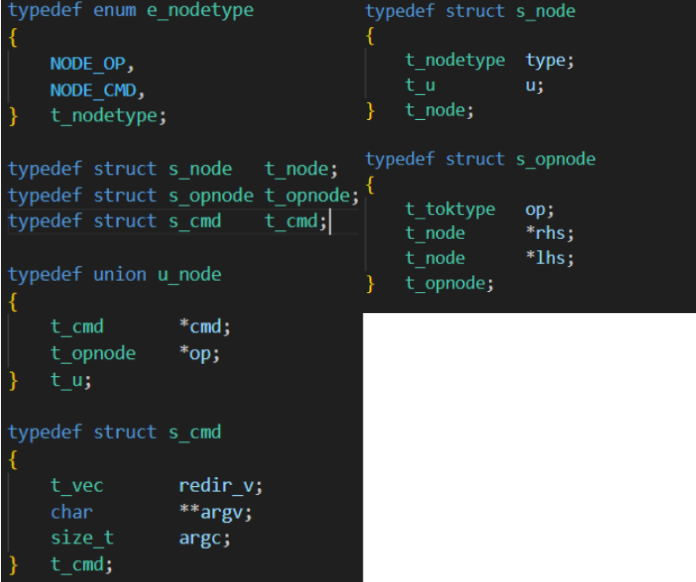 typedef enum e_nodetype
{
    NODE_OP,
    NODE_CMD,
}   t_nodetype;
typedef struct s_node   t_node;
typedef struct s_opnode t_opnode;
typedef struct s_cmd    t_cmd;
typedef union u_node
{
    t_cmd       *cmd;
    t_opnode    *op;
}   t_u;
typedef struct s_cmd
{
    t_vec       redir_v;
    char        **argv;
    size_t      argc;
}   t_cmd;
typedef struct s_node
{
    t_nodetype  type;
    t_u         u;
}   t_node;
typedef struct s_opnode
{
    t_toktype   op;
    t_node      *rhs;
    t_node      *lhs;
}   t_opnode;